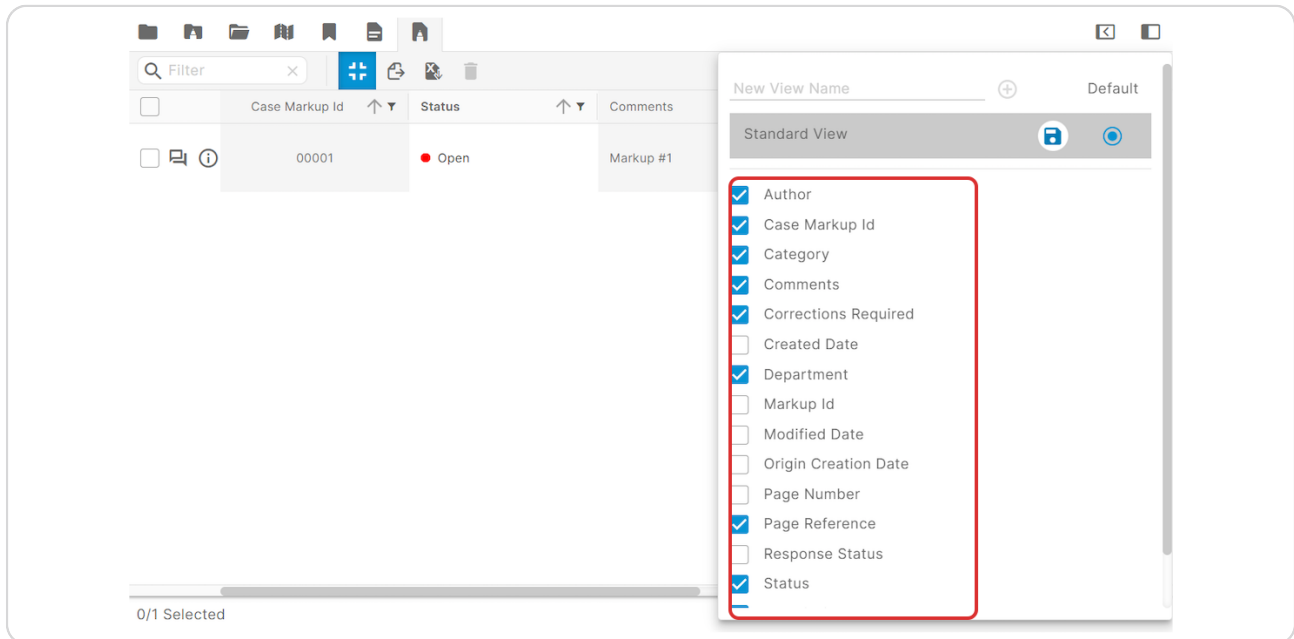 Filter
Case Markup Id
Status
Comments
00001
Open
Markup #1
0/1 Selected
New View Name
Default
Standard View
Author
Case Markup Id
Category
Comments
Corrections Required
Created Date
Department
Markup Id
Modified Date
Origin Creation Date
Page Number
Page Reference
Response Status
Status